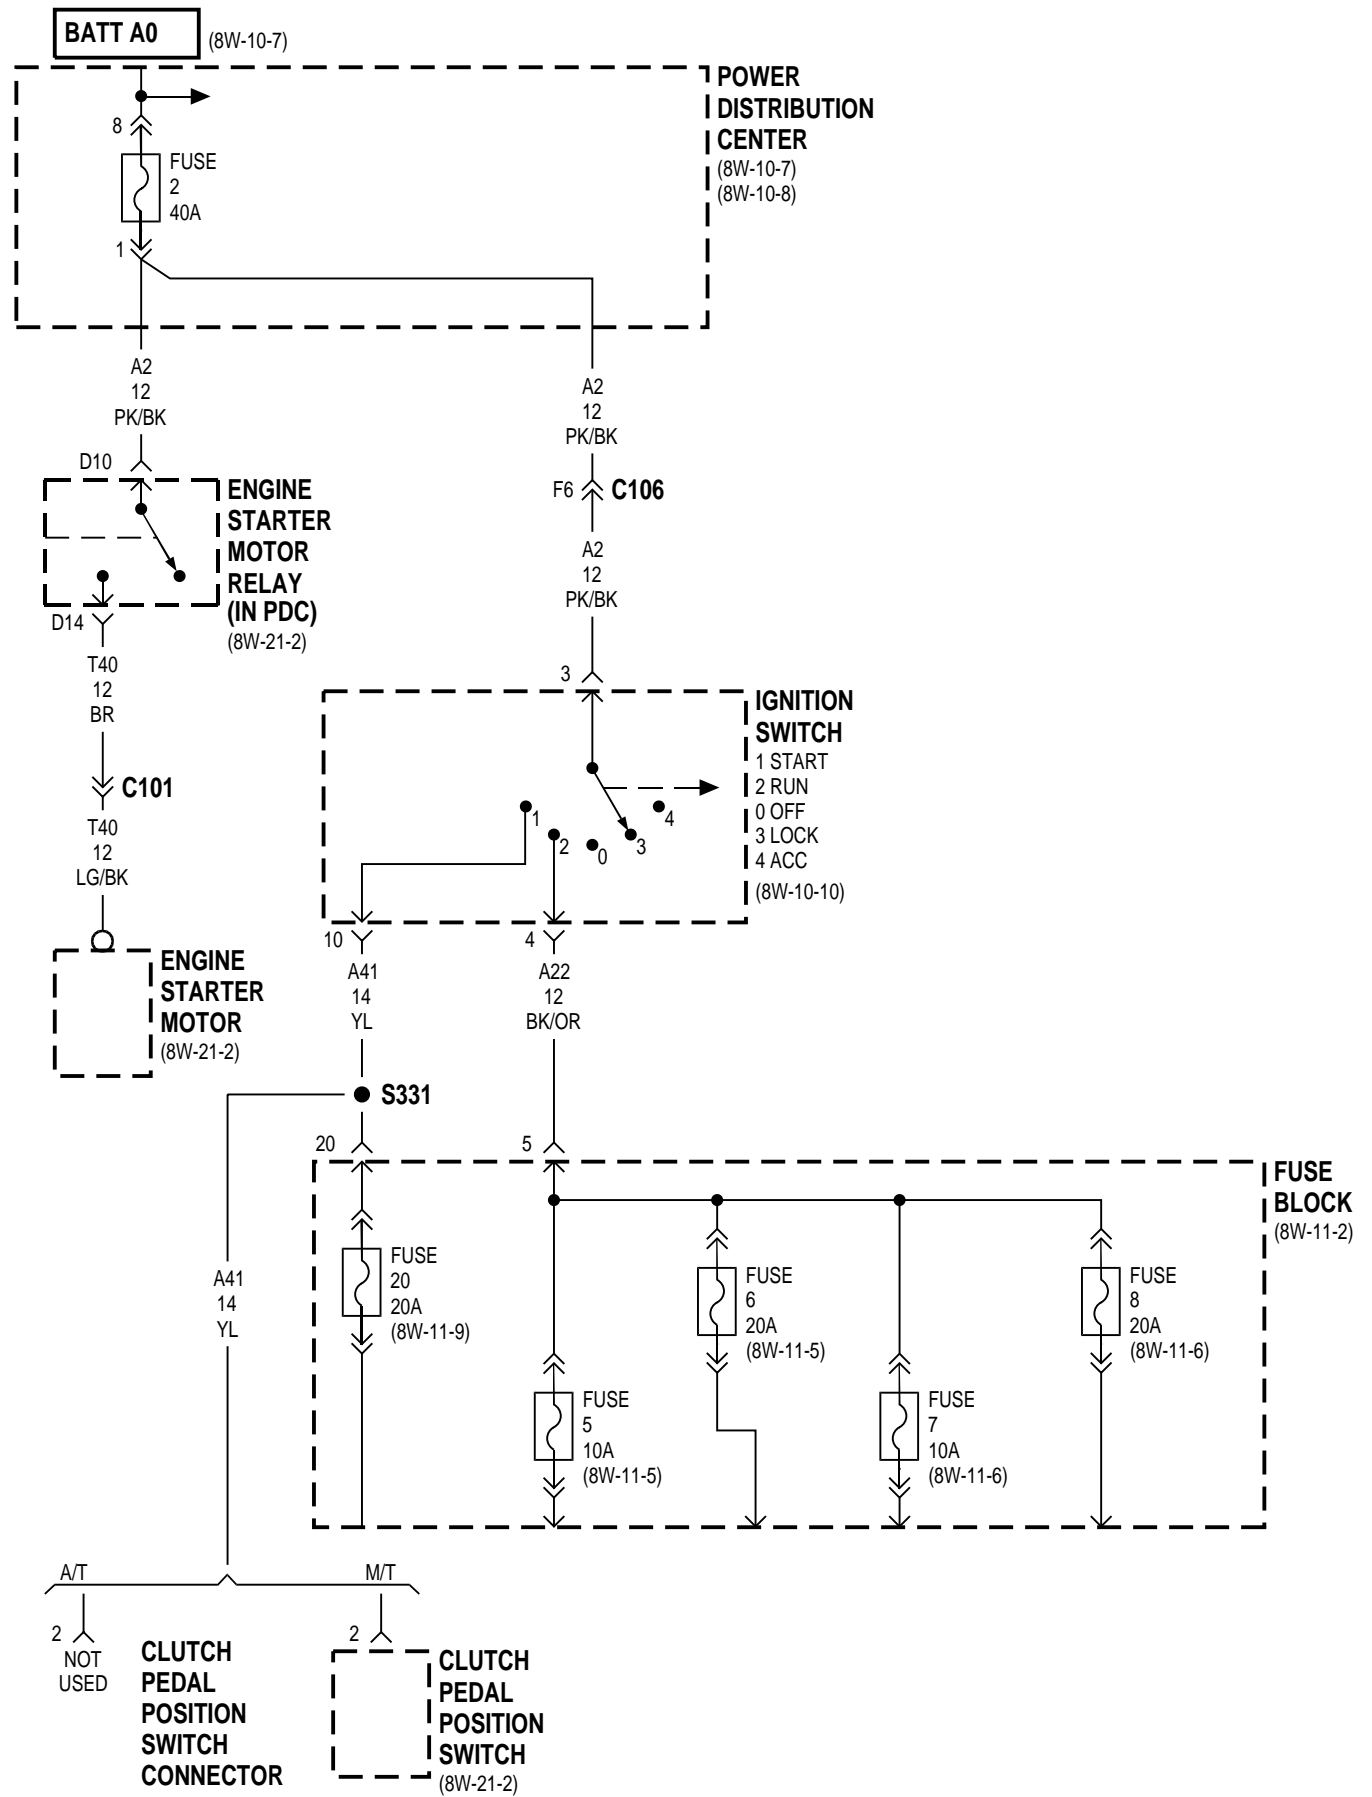 BATT A0
(8W-10-7)
POWER
DISTRIBUTION
CENTER
(8W-10-7)
(8W-10-8)
8
FUSE
2
40A
1
A2
12
PK/BK
A2
12
PK/BK
D10
ENGINE
STARTER
MOTOR
RELAY
(IN PDC)
(8W-21-2)
F6
C106
A2
12
PK/BK
D14
T40
12
BR
3
IGNITION
SWITCH
1 START
2 RUN
0 OFF
3 LOCK
4 ACC
(8W-10-10)
1
2
0
3
4
C101
T40
12
LG/BK
10
4
ENGINE
STARTER
MOTOR
(8W-21-2)
A41
14
YL
A22
12
BK/OR
S331
20
5
FUSE
BLOCK
(8W-11-2)
A41
14
YL
FUSE
20
20A
(8W-11-9)
FUSE
6
20A
(8W-11-5)
FUSE
8
20A
(8W-11-6)
FUSE
5
10A
(8W-11-5)
FUSE
7
10A
(8W-11-6)
A/T
M/T
2
NOT
USED
CLUTCH
PEDAL
POSITION
SWITCH
CONNECTOR
2
CLUTCH
PEDAL
POSITION
SWITCH
(8W-21-2)